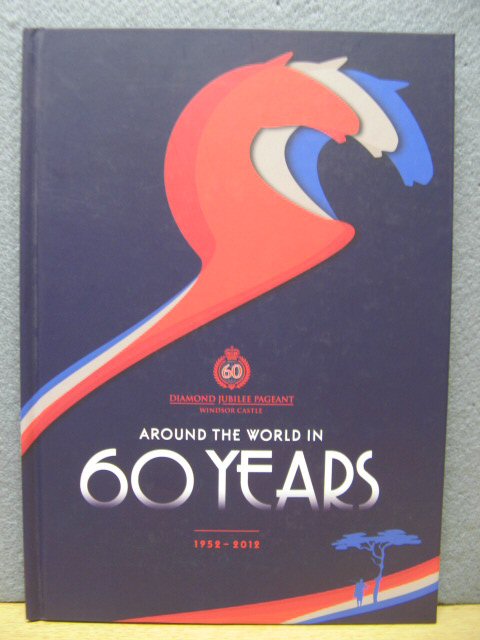 60
DIAMOND JUBILEE PAGEANT
WINDSOR CASTLE
AROUND THE WORLD IN
60 YEARS
1952 - 2012